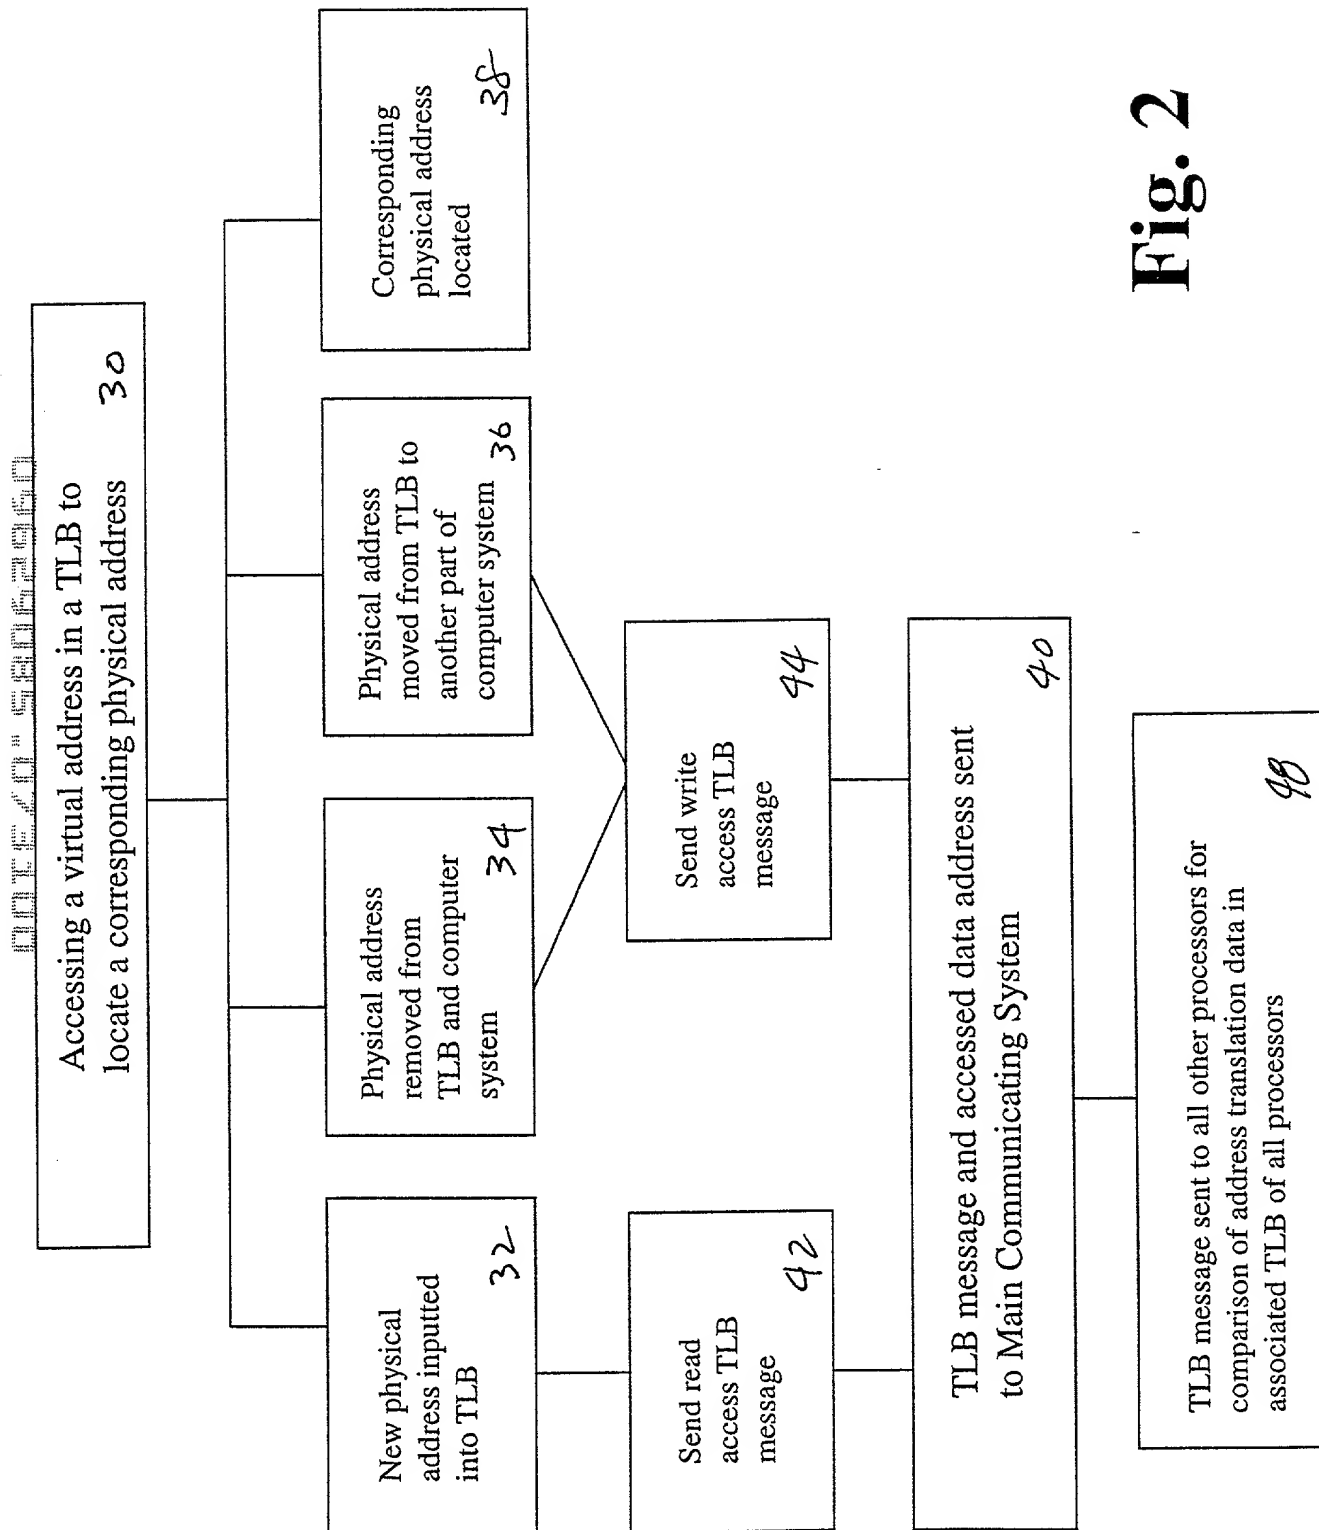 Accessing a virtual address in a TLB to
locate a corresponding physical address 30
New physical
address inputted
into TLB 32
Physical address
removed from
TLB and computer
system 34
Physical address
moved from TLB to
another part of
computer system 36
Corresponding
physical address
located 38
Send read
access TLB
message 42
Send write
access TLB
message 44
TLB message and accessed data address sent
to Main Communicating System 40
TLB message sent to all other processors for
comparison of address translation data in
associated TLB of all processors 48
Fig. 2